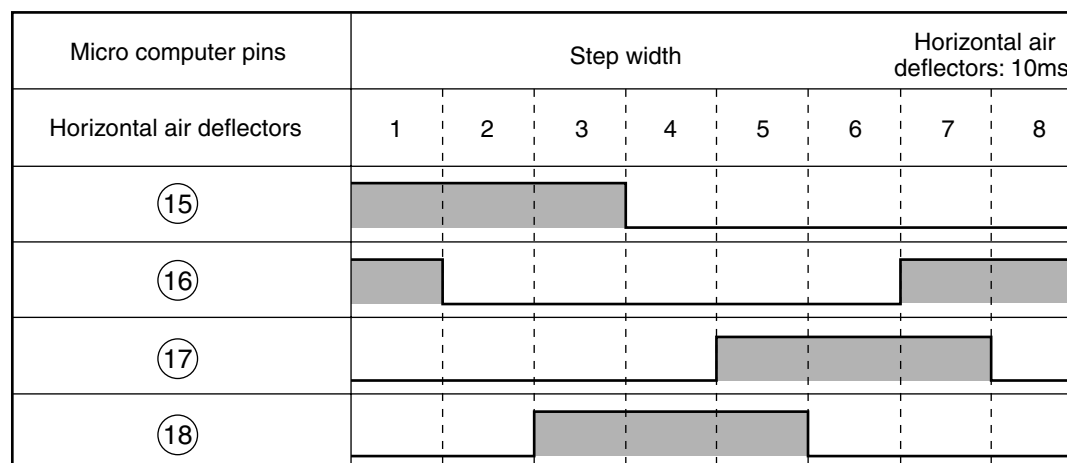 Micro computer pins
Step width
Horizontal air
deflectors: 10ms
Horizontal air deflectors
1 2 3 4 5 6 7 8
15
16
17
18